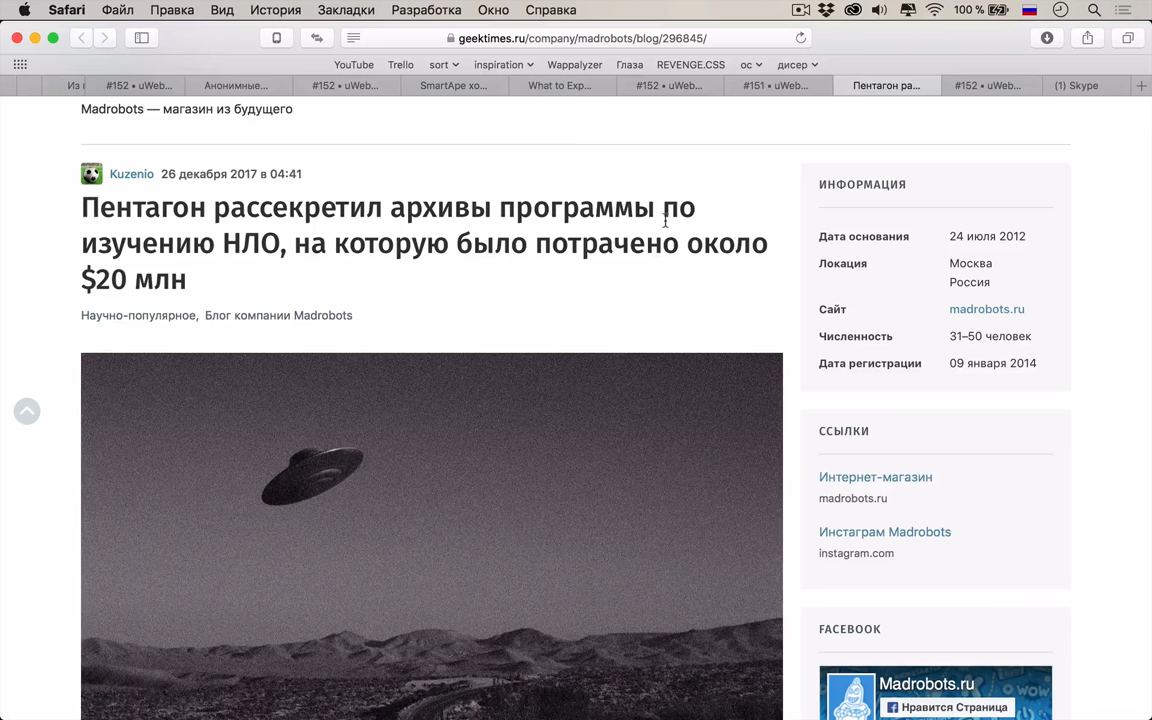 Safari Файл Правка Вид История Закладки Разработка Окно Справка 100 %
geektimes.ru/company/madrobots/blog/296845/
YouTube Trello sort inspiration Wappalyzer Глаза REVENGE.CSS ос дисер
Из #152 • uWeb... Анонимные... #152 • uWeb... SmartApe хо... What to Exp... #152 • uWeb... #151 • uWeb... Пентагон ра... #152 • uWeb... (1) Skype
Madrobots — магазин из будущего
Kuzenio 26 декабря 2017 в 04:41
Пентагон рассекретил архивы программы по
изучению НЛО, на которую было потрачено около
$20 млн
Научно-популярное, Блог компании Madrobots
ИНФОРМАЦИЯ
Дата основания 24 июля 2012
Локация Москва
Россия
Сайт madrobots.ru
Численность 31–50 человек
Дата регистрации 09 января 2014
ССЫЛКИ
Интернет-магазин
madrobots.ru
Инстаграм Madrobots
instagram.com
FACEBOOK
Madrobots.ru
Нравится Страница
WOW